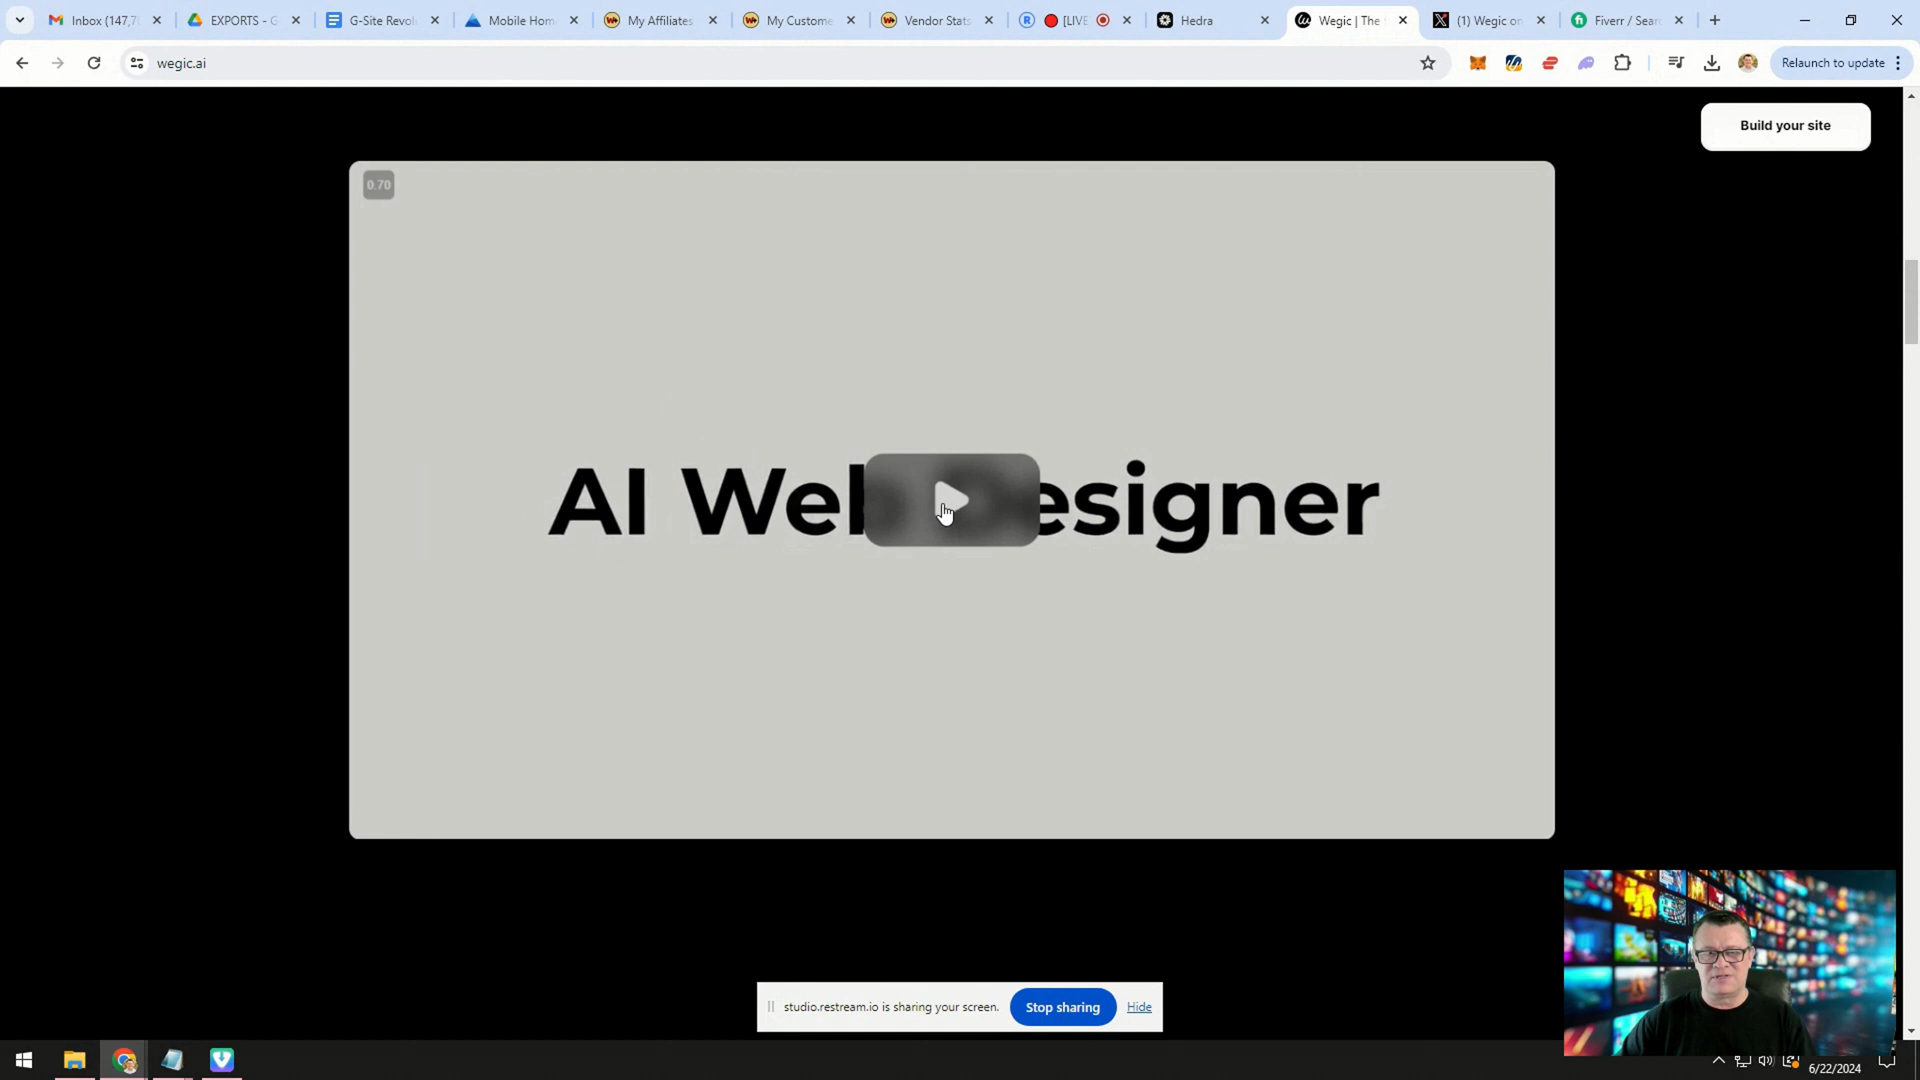 Inbox (147,7
EXPORTS - G
G-Site Revol
Mobile Hom
My Affiliates
My Custome
Vendor Stats
[LIVE
Hedra
Wegic | The
(1) Wegic on
Fiverr / Sear
wegic.ai
Relaunch to update
Build your site
0.70
AI We esigner
studio.restream.io is sharing your screen.
Stop sharing
Hide
6/22/2024